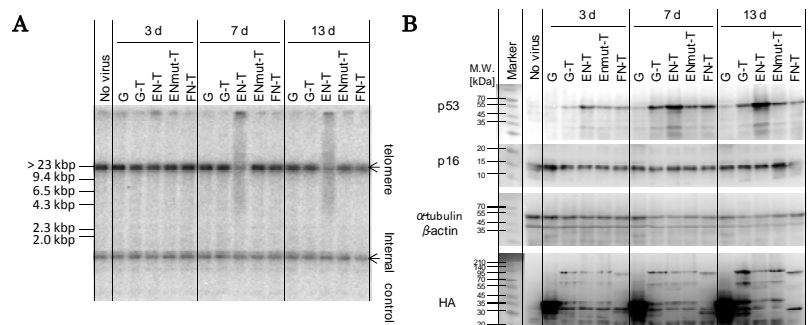 A
3 d
7 d
13 d
No virus
G
G-T
EN-T
ENmut-T
FN-T
G
G-T
EN-T
ENmut-T
FN-T
G
G-T
EN-T
ENmut-T
FN-T
> 23 kbp
9.4 kbp
6.5 kbp
4.3 kbp
2.3 kbp
2.0 kbp
telomere
Internal control
B
3 d
7 d
13 d
M.W.
[kDa]
Marker
No virus
G
G-T
EN-T
Enmut-T
FN-T
G
G-T
EN-T
ENmut-T
FN-T
G
G-T
EN-T
ENmut-T
FN-T
p53
70
55
45
35
p16
20
15
10
α-tubulin
β-actin
70
55
45
35
HA
210
140
95
70
55
45
35
30
20